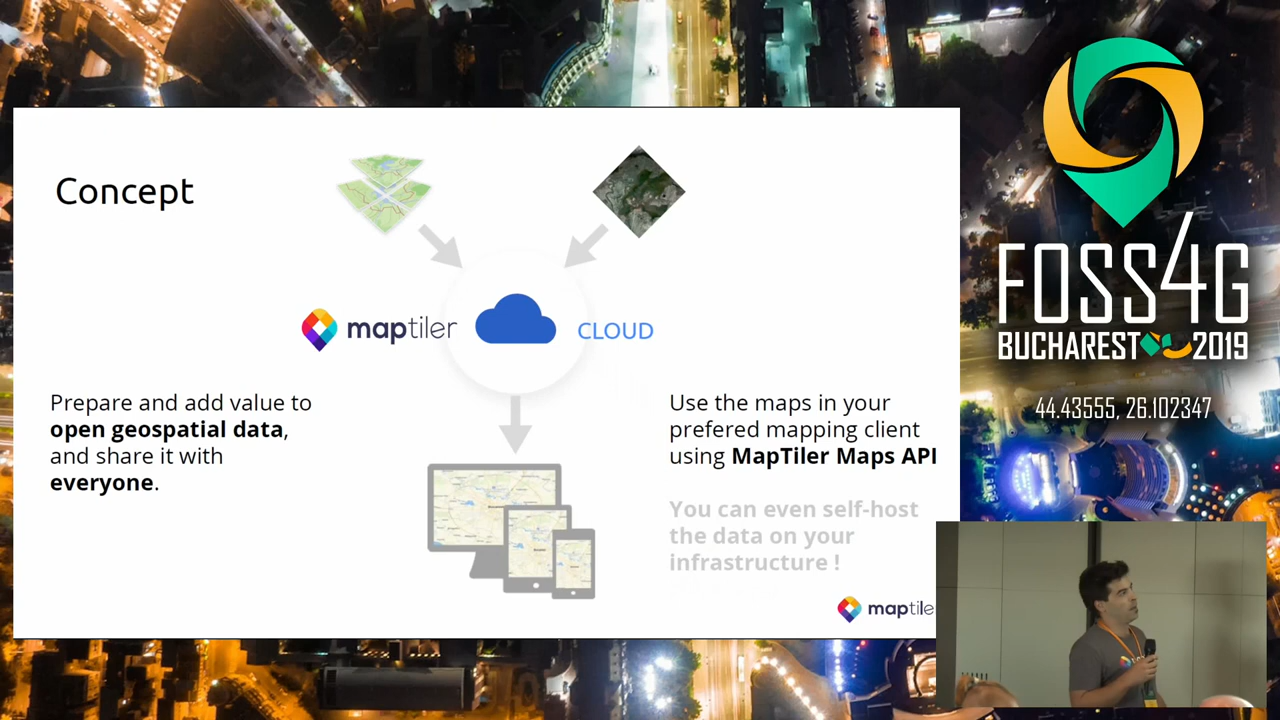 Concept
maptiler
CLOUD
Prepare and add value to
open geospatial data,
and share it with
everyone.
Use the maps in your
prefered mapping client
using MapTiler Maps API
You can even self-host
the data on your
infrastructure !
maptile
FOSS4G
BUCHAREST 2019
44.43555, 26.102347